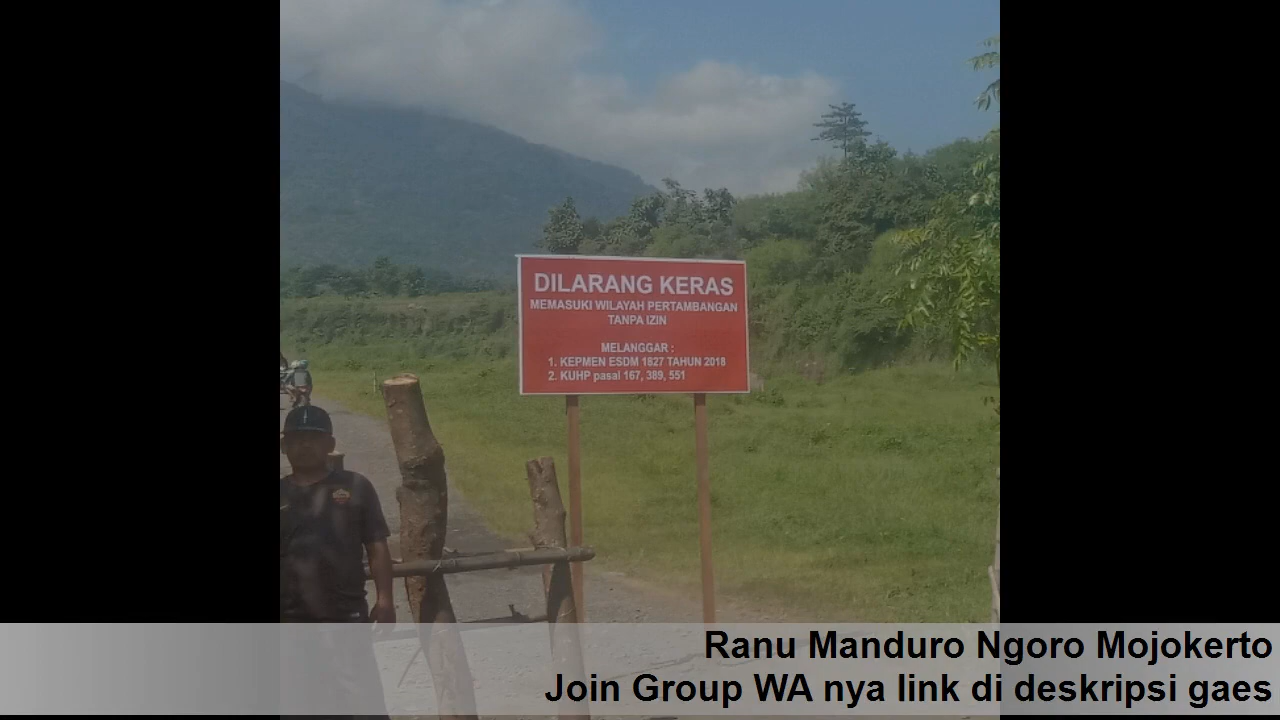 DILARANG KERAS
MEMASUKI WILAYAH PERTAMBANGAN
TANPA IZIN
MELANGGAR :
1. KEPMEN ESDM 1827 TAHUN 2018
2. KUHP pasal 167, 389, 551
Ranu Manduro Ngoro Mojokerto
Join Group WA nya link di deskripsi gaes